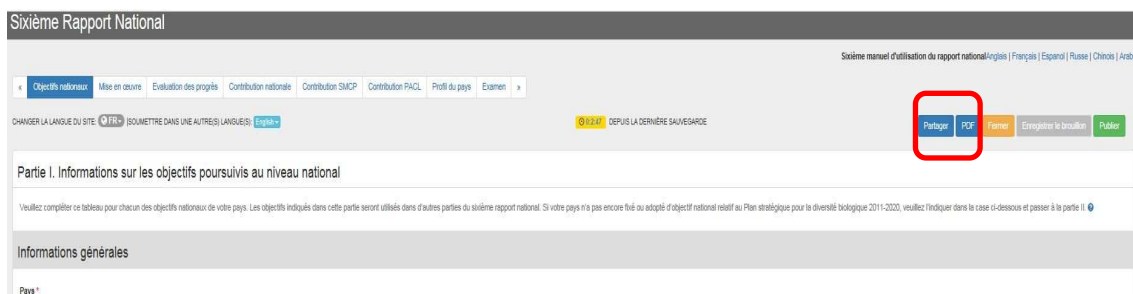 Sixième Rapport National
Sixième manuel d'utilisation du rapport nationalAnglais | Français | Espanol | Russe | Chinois | Arab
« Objectifs nationaux Mise en œuvre Evaluation des progrès Contribution nationale Contribution SMCP Contribution PACL Profil du pays Examen »
CHANGER LA LANGUE DU SITE: FR |SOUMETTRE DANS UNE AUTRE(S) LANGUE(S): English 0:2:47 DEPUIS LA DERNIÈRE SAUVEGARDE Partager PDF Fermer Enregistrer le brouillon Publier
Partie I. Informations sur les objectifs poursuivis au niveau national
Veuillez compléter ce tableau pour chacun des objectifs nationaux de votre pays. Les objectifs indiqués dans cette partie seront utilisés dans d'autres parties du sixième rapport national. Si votre pays n'a pas encore fixé ou adopté d'objectif national relatif au Plan stratégique pour la diversité biologique 2011-2020, veuillez l'indiquer dans la case ci-dessous et passer à la partie II.
Informations générales
Pays *